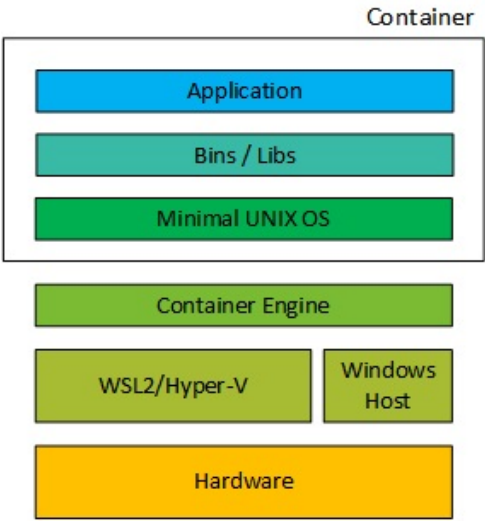 Container
Application
Bins / Libs
Minimal UNIX OS
Container Engine
WSL2/Hyper-V
Windows
Host
Hardware